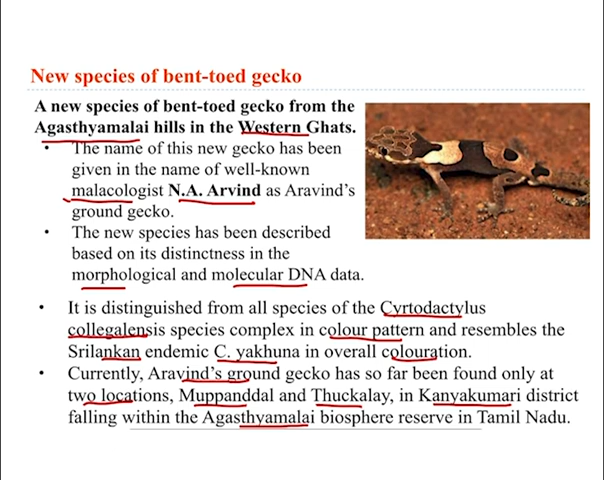 New species of bent-toed gecko
A new species of bent-toed gecko from the
Agasthyamalai hills in the Western Ghats.
• The name of this new gecko has been
given in the name of well-known
malacologist N.A. Arvind as Aravind's
ground gecko.
• The new species has been described
based on its distinctness in the
morphological and molecular DNA data.
• It is distinguished from all species of the Cyrtodactylus
collegalensis species complex in colour pattern and resembles the
Srilankan endemic C. yakhuna in overall colouration.
• Currently, Aravind's ground gecko has so far been found only at
two locations, Muppanddal and Thuckalay, in Kanyakumari district
falling within the Agasthyamalai biosphere reserve in Tamil Nadu.